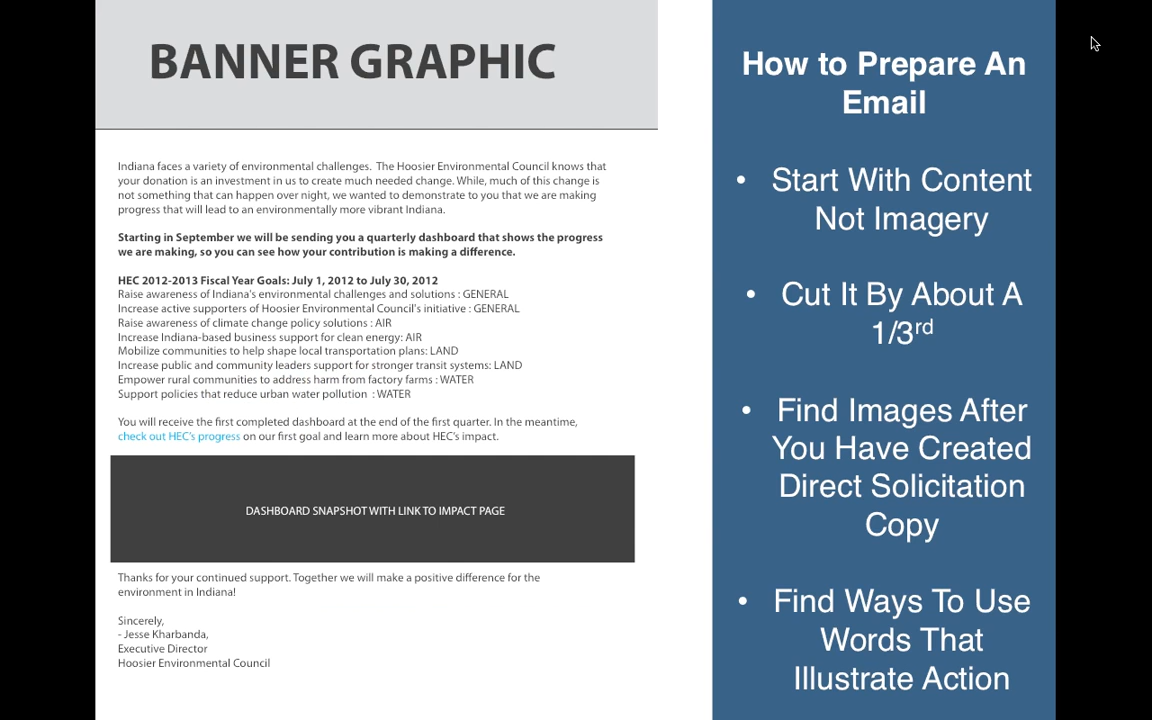 BANNER GRAPHIC
Indiana faces a variety of environmental challenges.  The Hoosier Environmental Council knows that
your donation is an investment in us to create much needed change. While, much of this change is
not something that can happen over night, we wanted to demonstrate to you that we are making
progress that will lead to an environmentally more vibrant Indiana.
Starting in September we will be sending you a quarterly dashboard that shows the progress
we are making, so you can see how your contribution is making a difference.
HEC 2012-2013 Fiscal Year Goals: July 1, 2012 to July 30, 2012
Raise awareness of Indiana's environmental challenges and solutions : GENERAL
Increase active supporters of Hoosier Environmental Council's initiative : GENERAL
Raise awareness of climate change policy solutions : AIR
Increase Indiana-based business support for clean energy: AIR
Mobilize communities to help shape local transportation plans: LAND
Increase public and community leaders support for stronger transit systems: LAND
Empower rural communities to address harm from factory farms : WATER
Support policies that reduce urban water pollution  : WATER
You will receive the first completed dashboard at the end of the first quarter. In the meantime,
check out HEC's progress on our first goal and learn more about HEC's impact.
DASHBOARD SNAPSHOT WITH LINK TO IMPACT PAGE
Thanks for your continued support. Together we will make a positive difference for the
environment in Indiana!
Sincerely,
- Jesse Kharbanda,
Executive Director
Hoosier Environmental Council
How to Prepare An
Email
• Start With Content
Not Imagery
• Cut It By About A
1/3rd
• Find Images After
You Have Created
Direct Solicitation
Copy
• Find Ways To Use
Words That
Illustrate Action